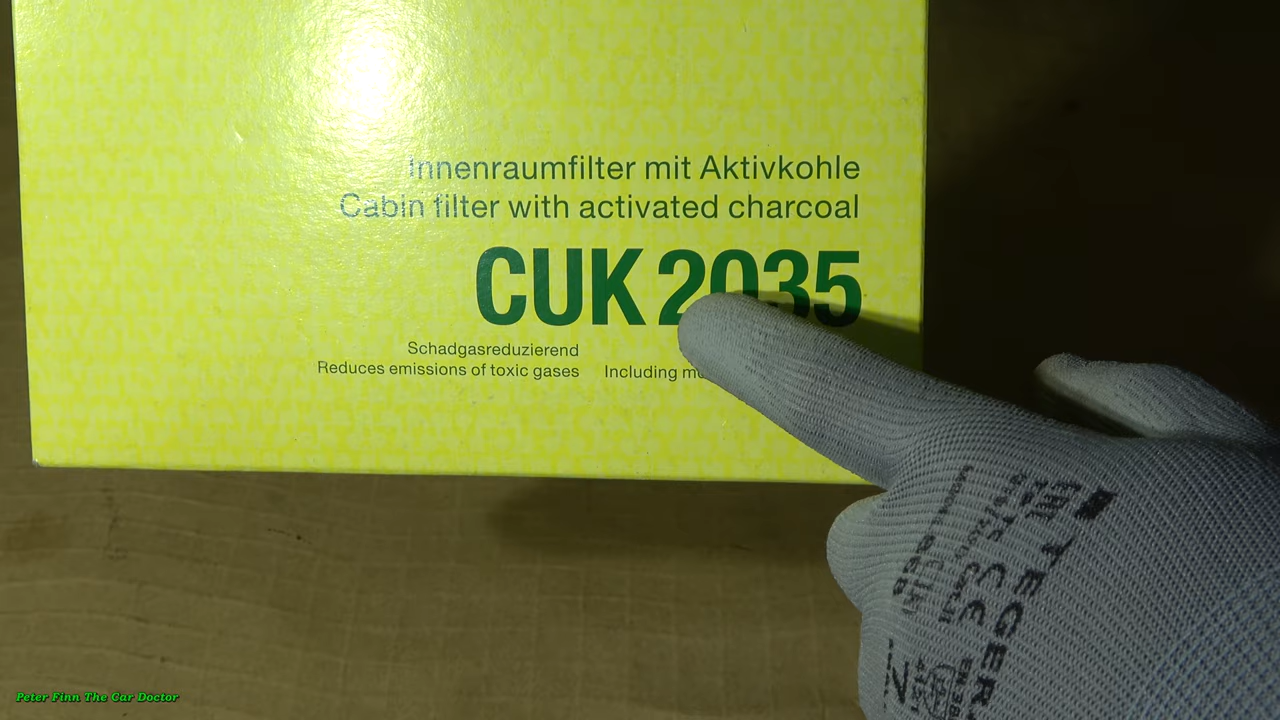 Innenraumfilter mit Aktivkohle
Cabin filter with activated charcoal
CUK 2035
Schadgasreduzierend
Reduces emissions of toxic gases
Including
TEGERA
Peter Finn The Car Doctor